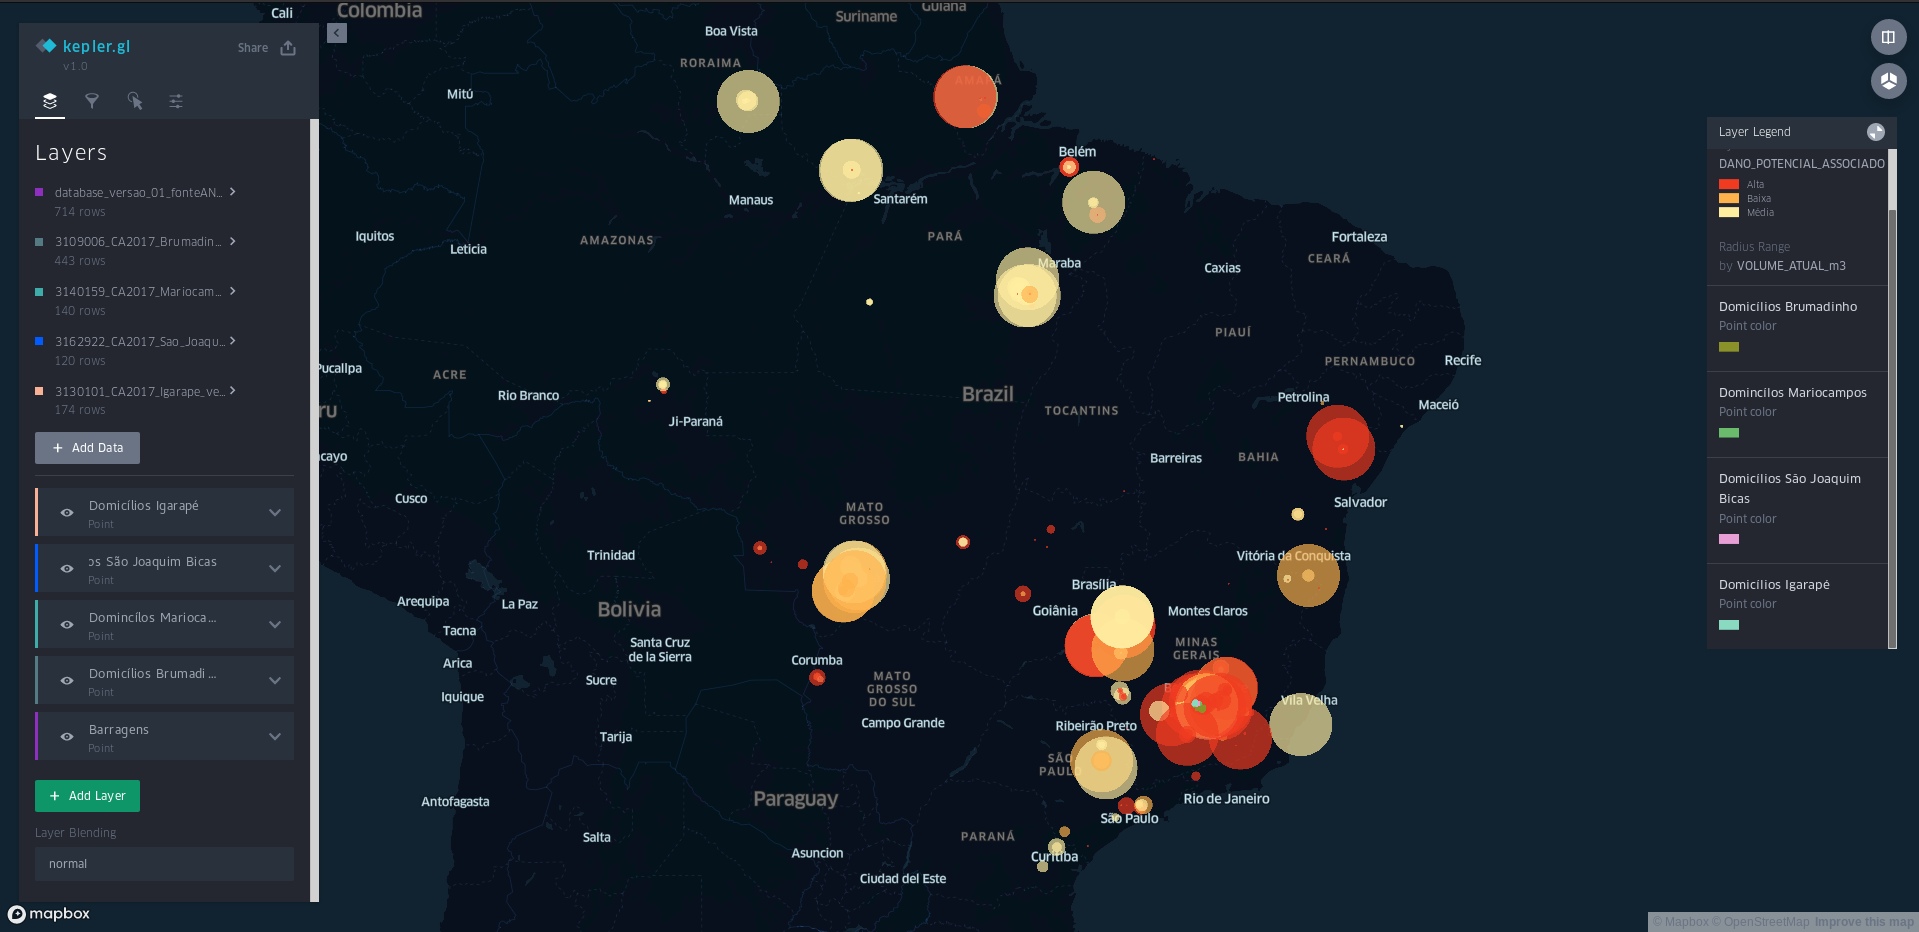 kepler.gl
v1.0
Share
Layers
database_versao_01_fonteAN...
714 rows
3109006_CA2017_Brumadin...
443 rows
3140159_CA2017_Mariocam...
140 rows
3162922_CA2017_Sao_Joaqu...
120 rows
3130101_CA2017_Igarape_ve...
174 rows
+ Add Data
Domicílios Igarapé
Point
os São Joaquim Bicas
Point
Domincílos Marioca...
Point
Domicílios Brumadi...
Point
Barragens
Point
+ Add Layer
Layer Blending
normal
mapbox
Cali
Colombia
Suriname
Guiana
Boa Vista
RORAIMA
AMAPÁ
Mitú
Belém
Manaus
Santarém
Iquitos
Leticia
AMAZONAS
PARÁ
Maraba
Fortaleza
CEARÁ
Caxias
PIAUÍ
PERNAMBUCO
Recife
Pucallpa
ACRE
Rio Branco
Brazil
ru
TOCANTINS
Petrolina
Maceió
Ji-Paraná
cayo
Barreiras
BAHIA
Cusco
Salvador
MATO
GROSSO
Trinidad
Vitória da Conquista
Brasília
Arequipa
La Paz
Bolivia
Goiânia
Montes Claros
Tacna
Santa Cruz
de la Sierra
MINAS
GERAIS
Arica
Corumba
Sucre
MATO
GROSSO
DO SUL
Iquique
Vila Velha
Campo Grande
Ribeirão Preto
Tarija
SÃO
PAULO
Antofagasta
Paraguay
Rio de Janeiro
São Paulo
Salta
PARANÁ
Asuncion
Curitiba
Ciudad del Este
Layer Legend
DANO_POTENCIAL_ASSOCIADO
Alta
Baixa
Média
Radius Range
by VOLUME_ATUAL_m3
Domicílios Brumadinho
Point color
Domincílos Mariocampos
Point color
Domicílios São Joaquim
Bicas
Point color
Domicílios Igarapé
Point color
© Mapbox © OpenStreetMap Improve this map